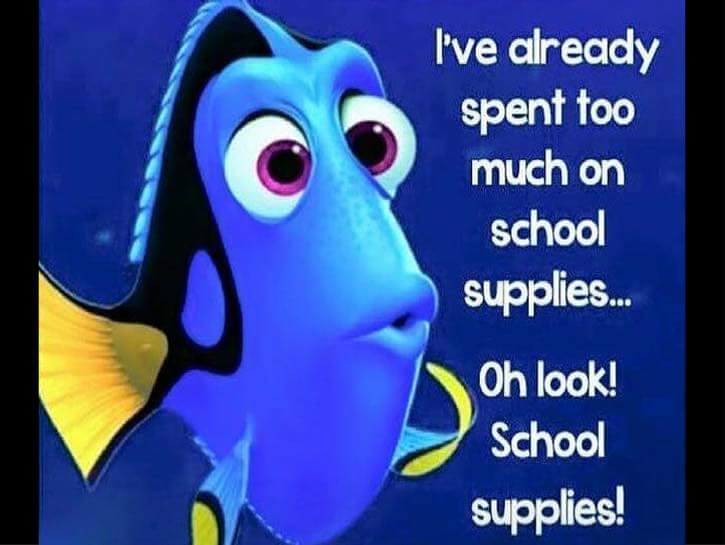 I've already
spent too
much on
school
supplies...
Oh look!
School
supplies!